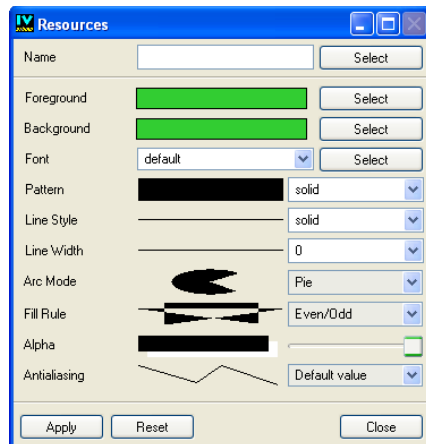 IV Resources
Name Select
Foreground Select
Background Select
Font default Select
Pattern solid
Line Style solid
Line Width 0
Arc Mode Pie
Fill Rule Even/Odd
Alpha
Antialiasing Default value
Apply Reset Close